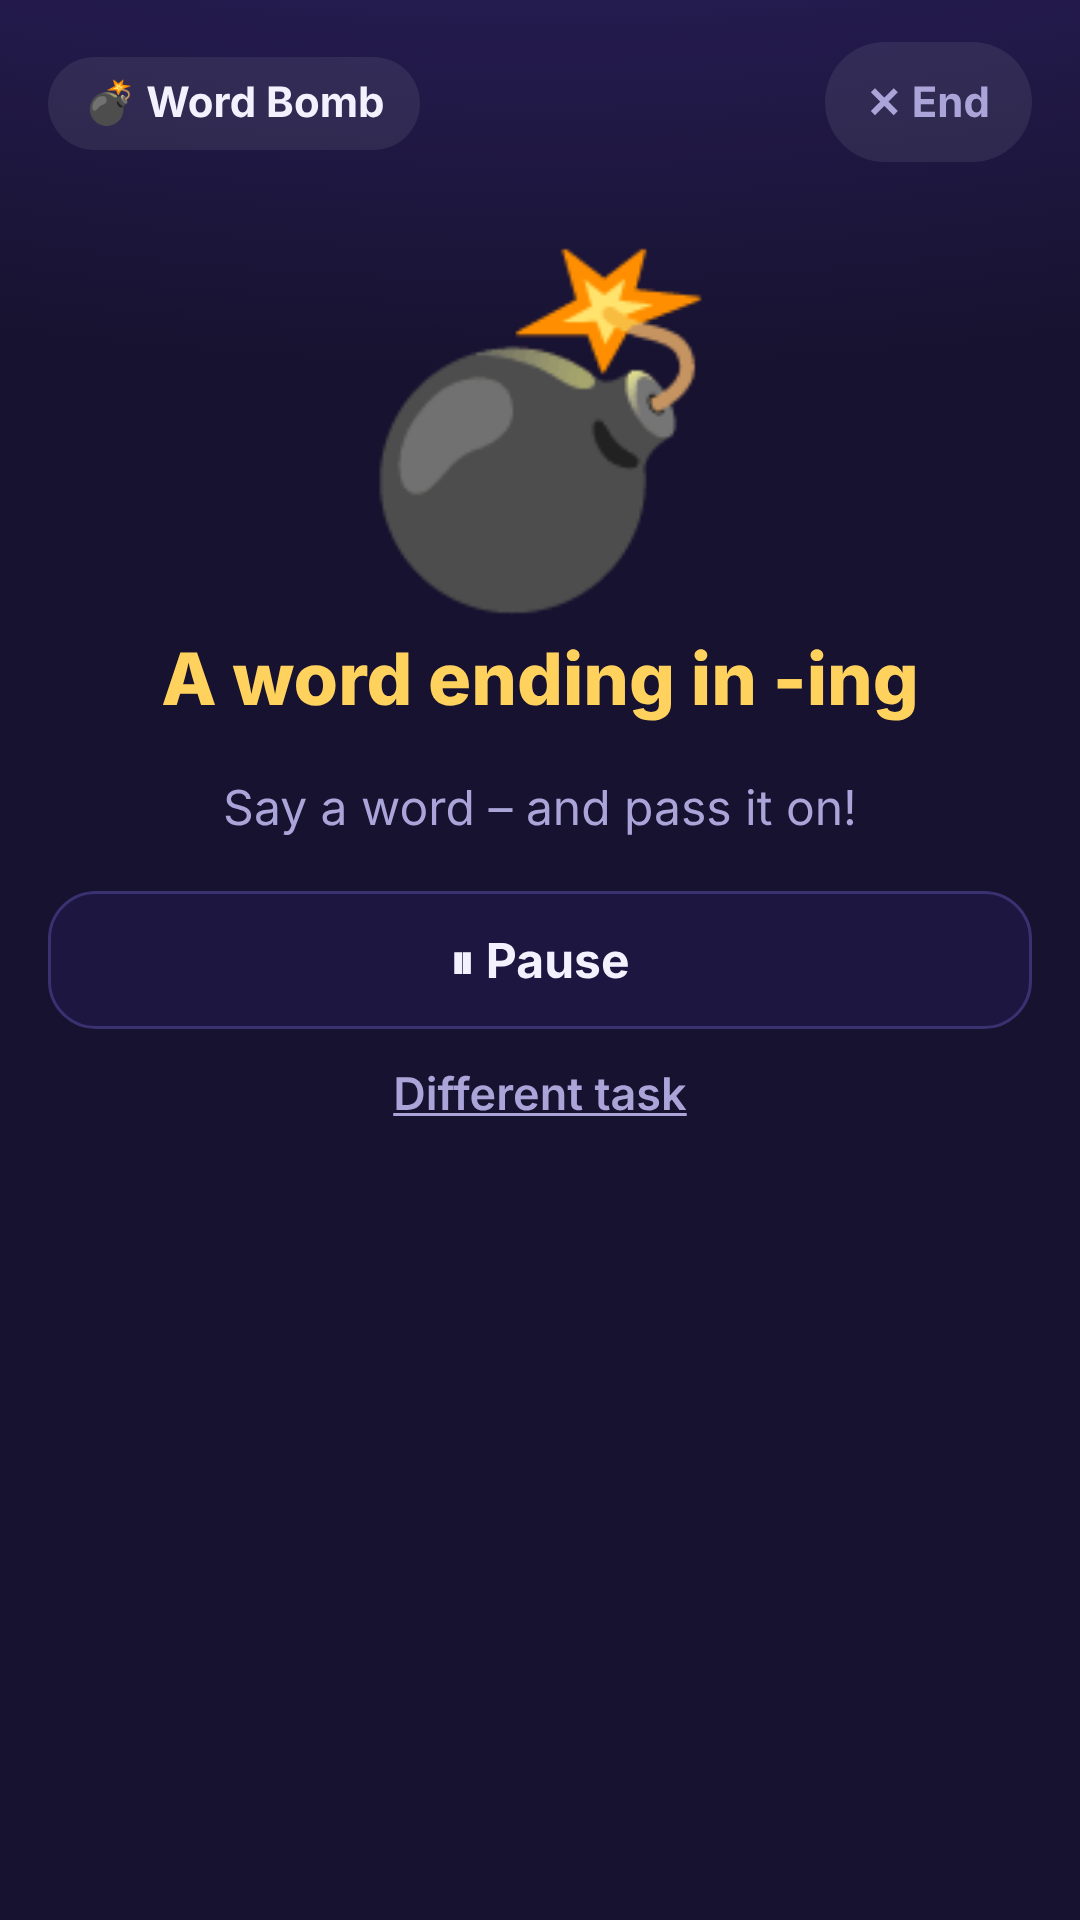 Word Bomb
✕ End
A word ending in -ing
Say a word – and pass it on!
⏸ Pause
Different task